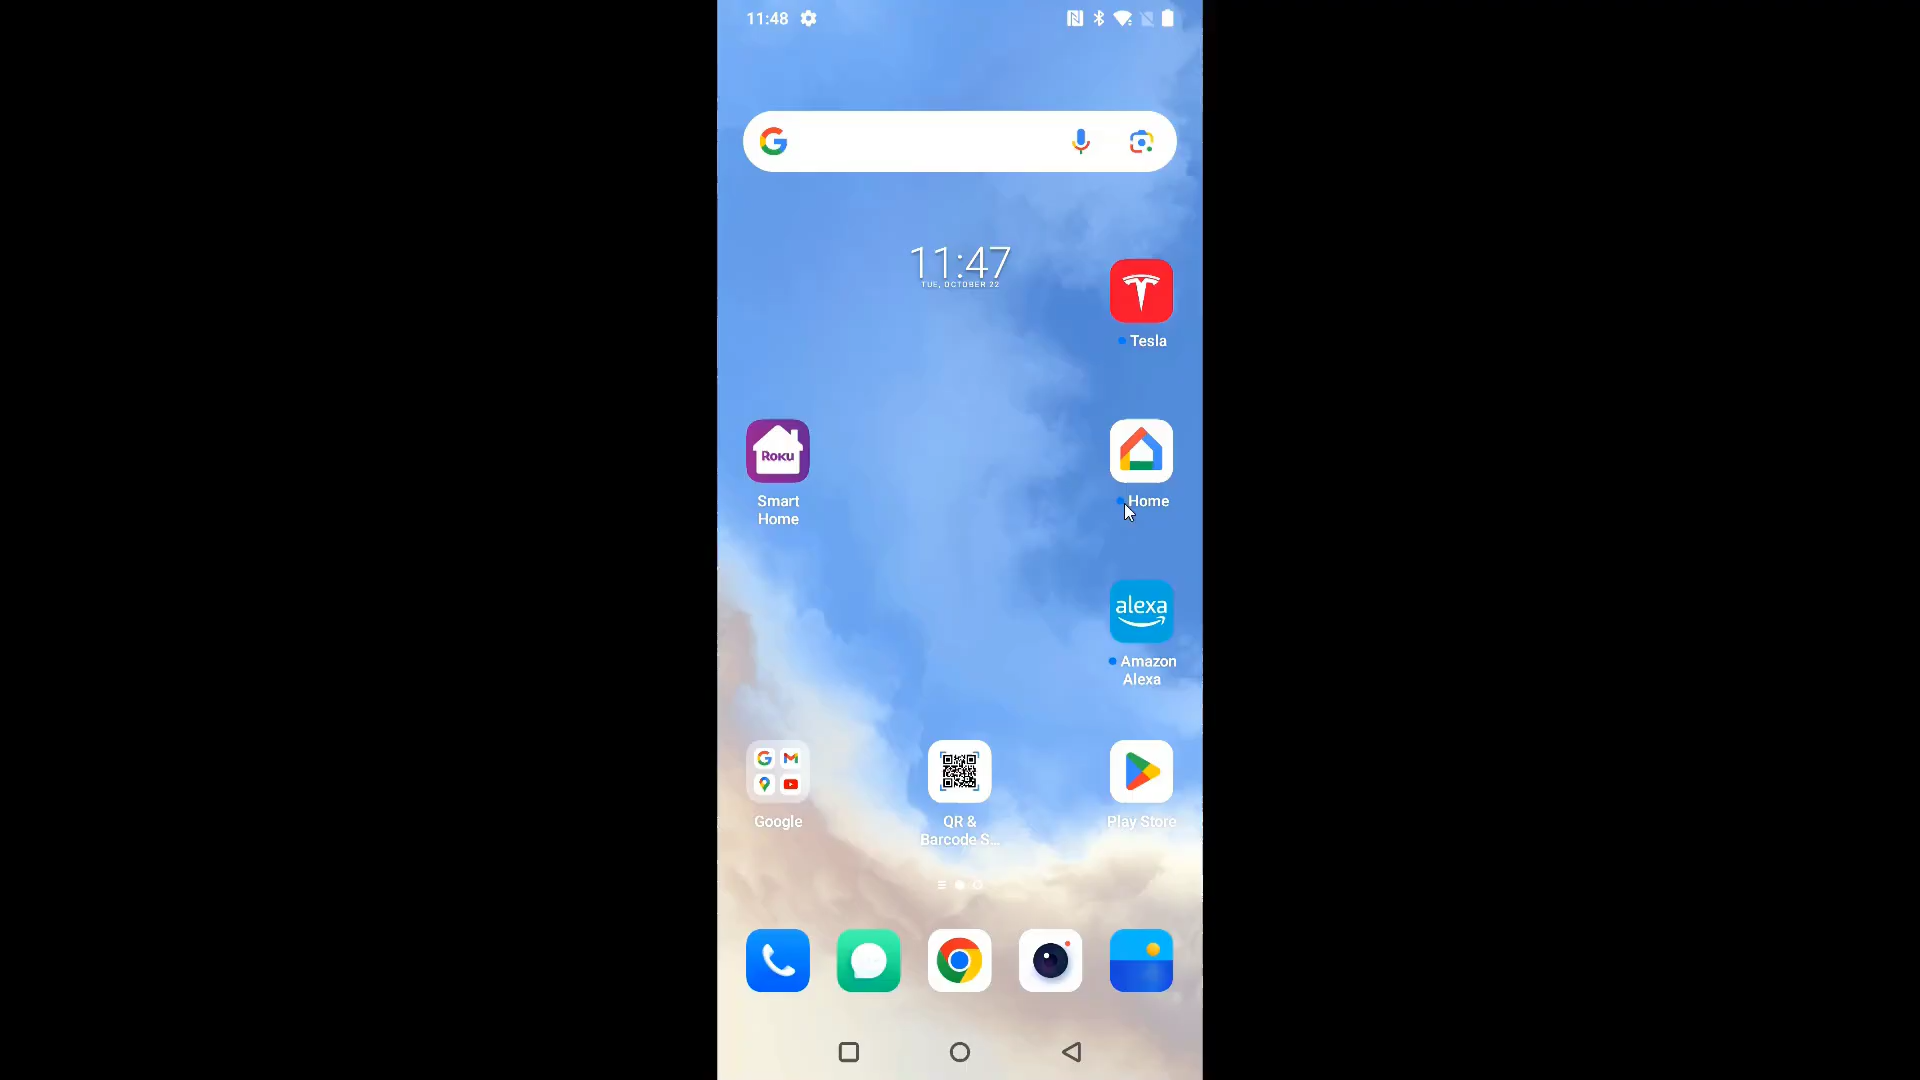 11:48
11:47
TUE, OCTOBER 22
Tesla
Roku
Smart
Home
Home
alexa
Amazon
Alexa
Google
QR &
Barcode S...
Play Store